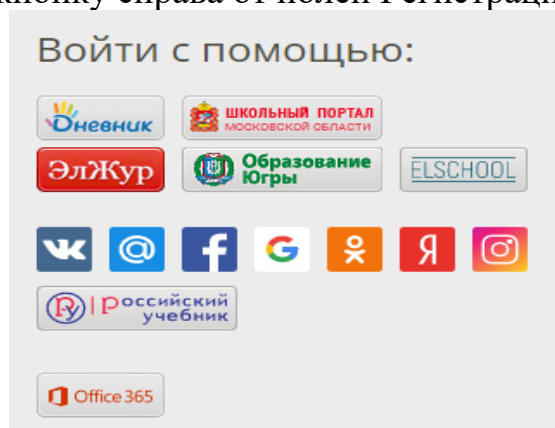 кнопку справа от полей Регистраци
Войти с помощью:
Дневник
ШКОЛЬНЫЙ ПОРТАЛ
МОСКОВСКОЙ ОБЛАСТИ
ЭлЖур
Образование
Югры
ELSCHOOL
Российский
учебник
Office 365